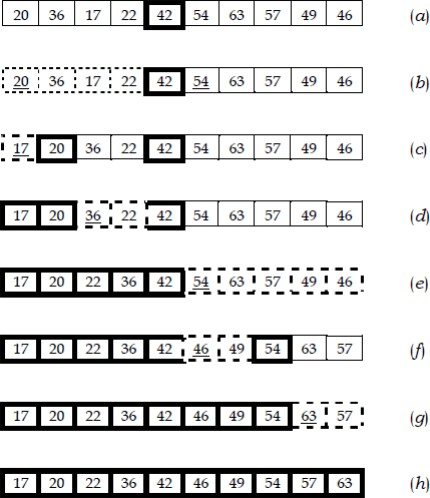 20 36 17 22 42 54 63 57 49 46 (a)
20 36 17 22 42 54 63 57 49 46 (b)
17 20 36 22 42 54 63 57 49 46 (c)
17 20 36 22 42 54 63 57 49 46 (d)
17 20 22 36 42 54 63 57 49 46 (e)
17 20 22 36 42 46 49 54 63 57 (f)
17 20 22 36 42 46 49 54 63 57 (g)
17 20 22 36 42 46 49 54 57 63 (h)